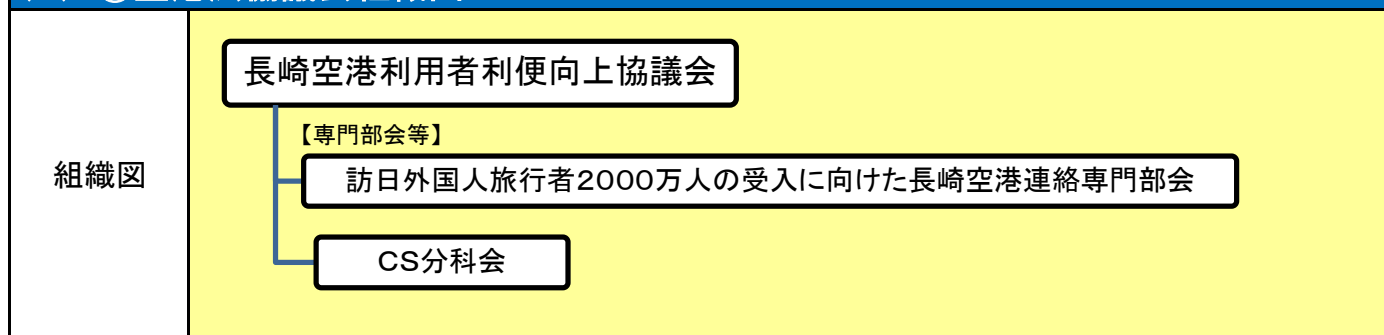 組織図
長崎空港利用者利便向上協議会
【専門部会等】
訪日外国人旅行者2000万人の受入に向けた長崎空港連絡専門部会
CS分科会